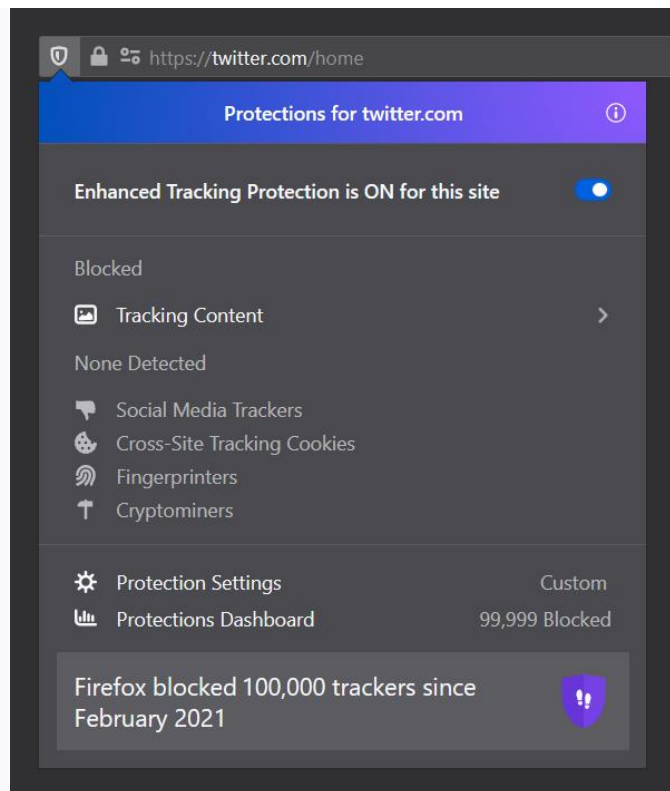 https://twitter.com/home
Protections for twitter.com
Enhanced Tracking Protection is ON for this site
Blocked
Tracking Content
None Detected
Social Media Trackers
Cross-Site Tracking Cookies
Fingerprinters
Cryptominers
Protection Settings Custom
Protections Dashboard 99,999 Blocked
Firefox blocked 100,000 trackers since
February 2021